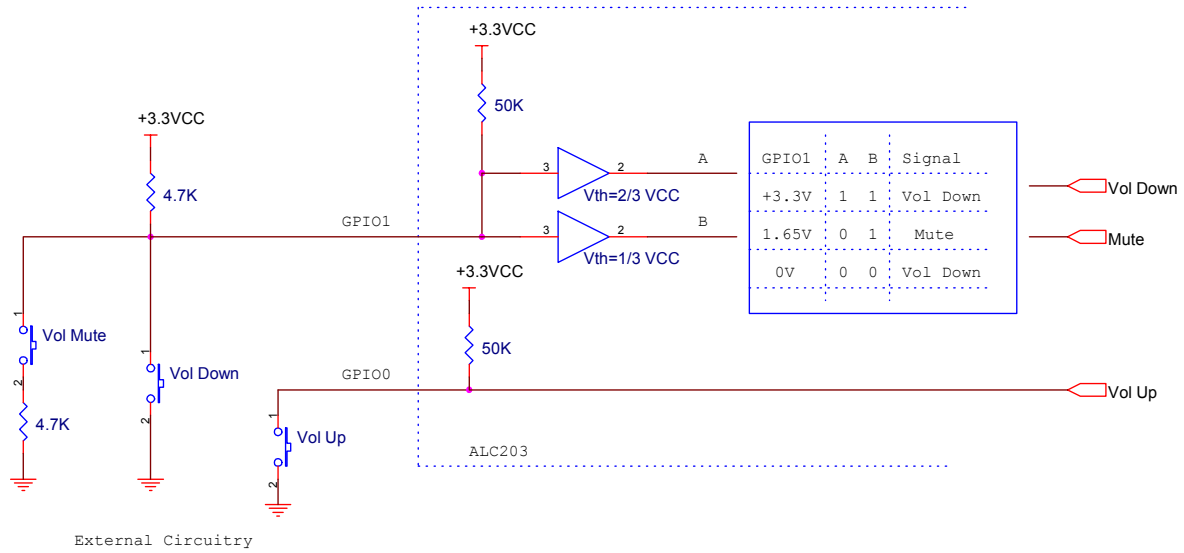 +3.3VCC
50K
+3.3VCC
4.7K
3 2 A
Vth=2/3 VCC
GPIO1
3 2 B
Vth=1/3 VCC
GPIO1 A B Signal
+3.3V 1 1 Vol Down
1.65V 0 1 Mute
0V 0 0 Vol Down
Vol Down
Mute
+3.3VCC
50K
1
Vol Mute
2
4.7K
1
Vol Down
2
GPIO0
Vol Up
1
Vol Up
2
ALC203
External Circuitry